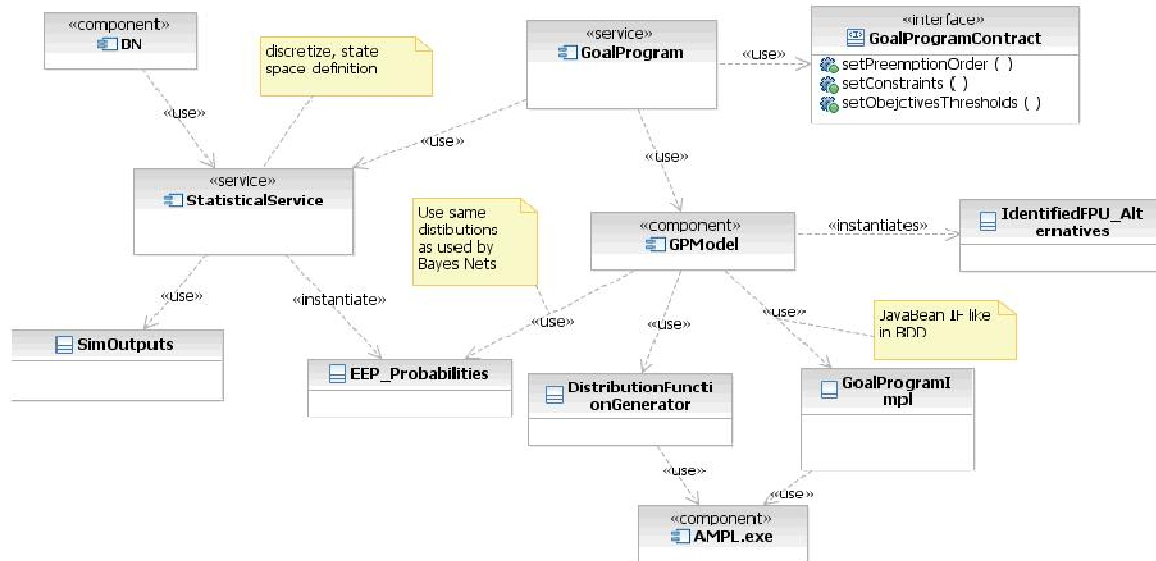 «component»
BN
discretize, state
space definition
«service»
GoalProgram
«use»
«interface»
GoalProgramContract
setPreemptionOrder ( )
setConstraints ( )
setObejctivesThresholds ( )
«use»
«use»
«use»
«service»
StatisticalService
Use same
distibutions
as used by
Bayes Nets
«component»
GPModel
«instantiates»
IdentifiedFPU_Alt
ernatives
«use»
«instantiate»
«use»
«use»
«use»
JavaBean IF like
in BDD
SimOutputs
EEP_Probabilities
DistributionFuncti
onGenerator
GoalProgramI
mpl
«use»
«use»
«component»
AMPL.exe